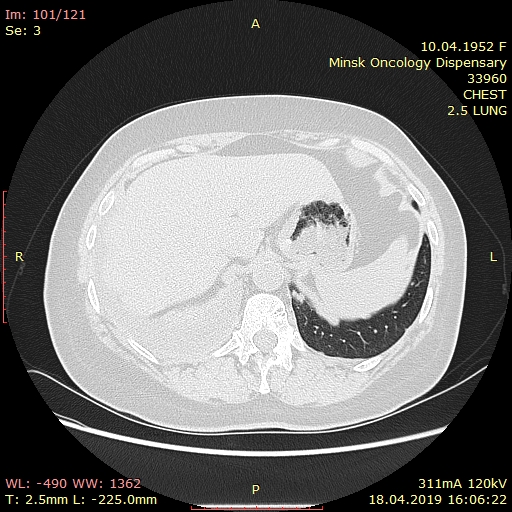 Im: 101/121
Se: 3
A
10.04.1952 F
Minsk Oncology Dispensary
33960
CHEST
2.5 LUNG
R
L
WL: -490 WW: 1362
T: 2.5mm L: -225.0mm
P
311mA 120kV
18.04.2019 16:06:22